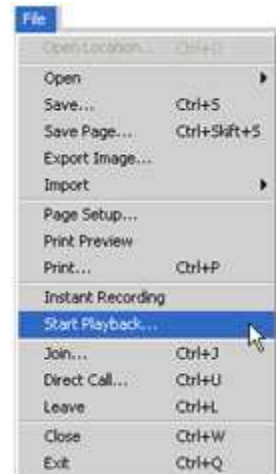 File
Open Location... Ctrl+O
Open
Save... Ctrl+S
Save Page... Ctrl+Skift+S
Export Image...
Import
Page Setup...
Print Preview
Print... Ctrl+P
Instant Recording
Start Playback...
Join... Ctrl+J
Direct Call... Ctrl+U
Leave Ctrl+L
Close Ctrl+W
Exit Ctrl+Q